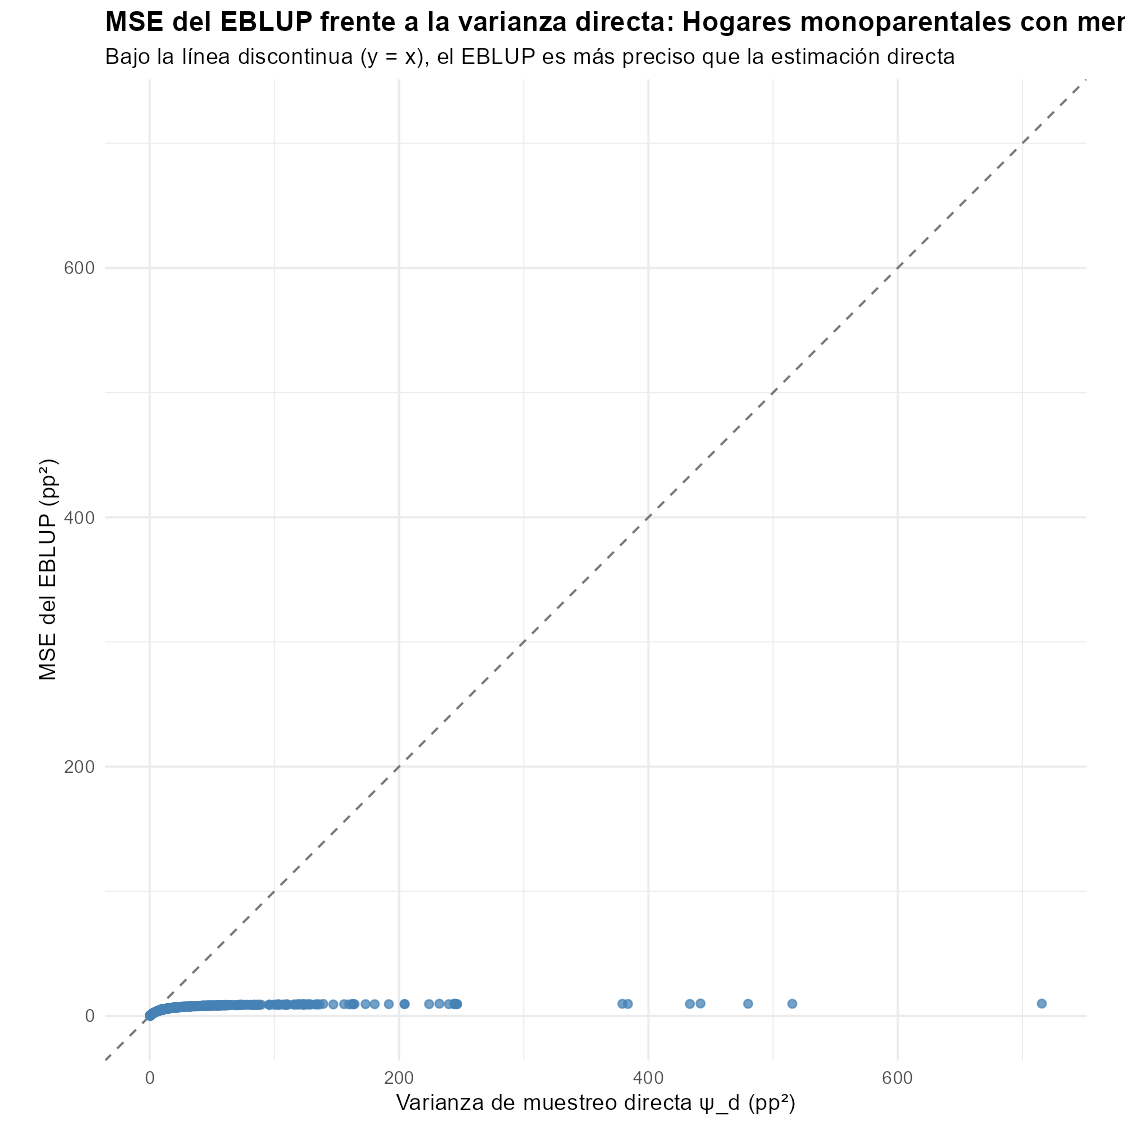 MSE del EBLUP frente a la varianza directa: Hogares monoparentales con
Bajo la línea discontinua (y = x), el EBLUP es más preciso que la estimación directa
600
400
200
0
MSE del EBLUP (pp²)
0 200 400 600
Varianza de muestreo directa ψ_d (pp²)